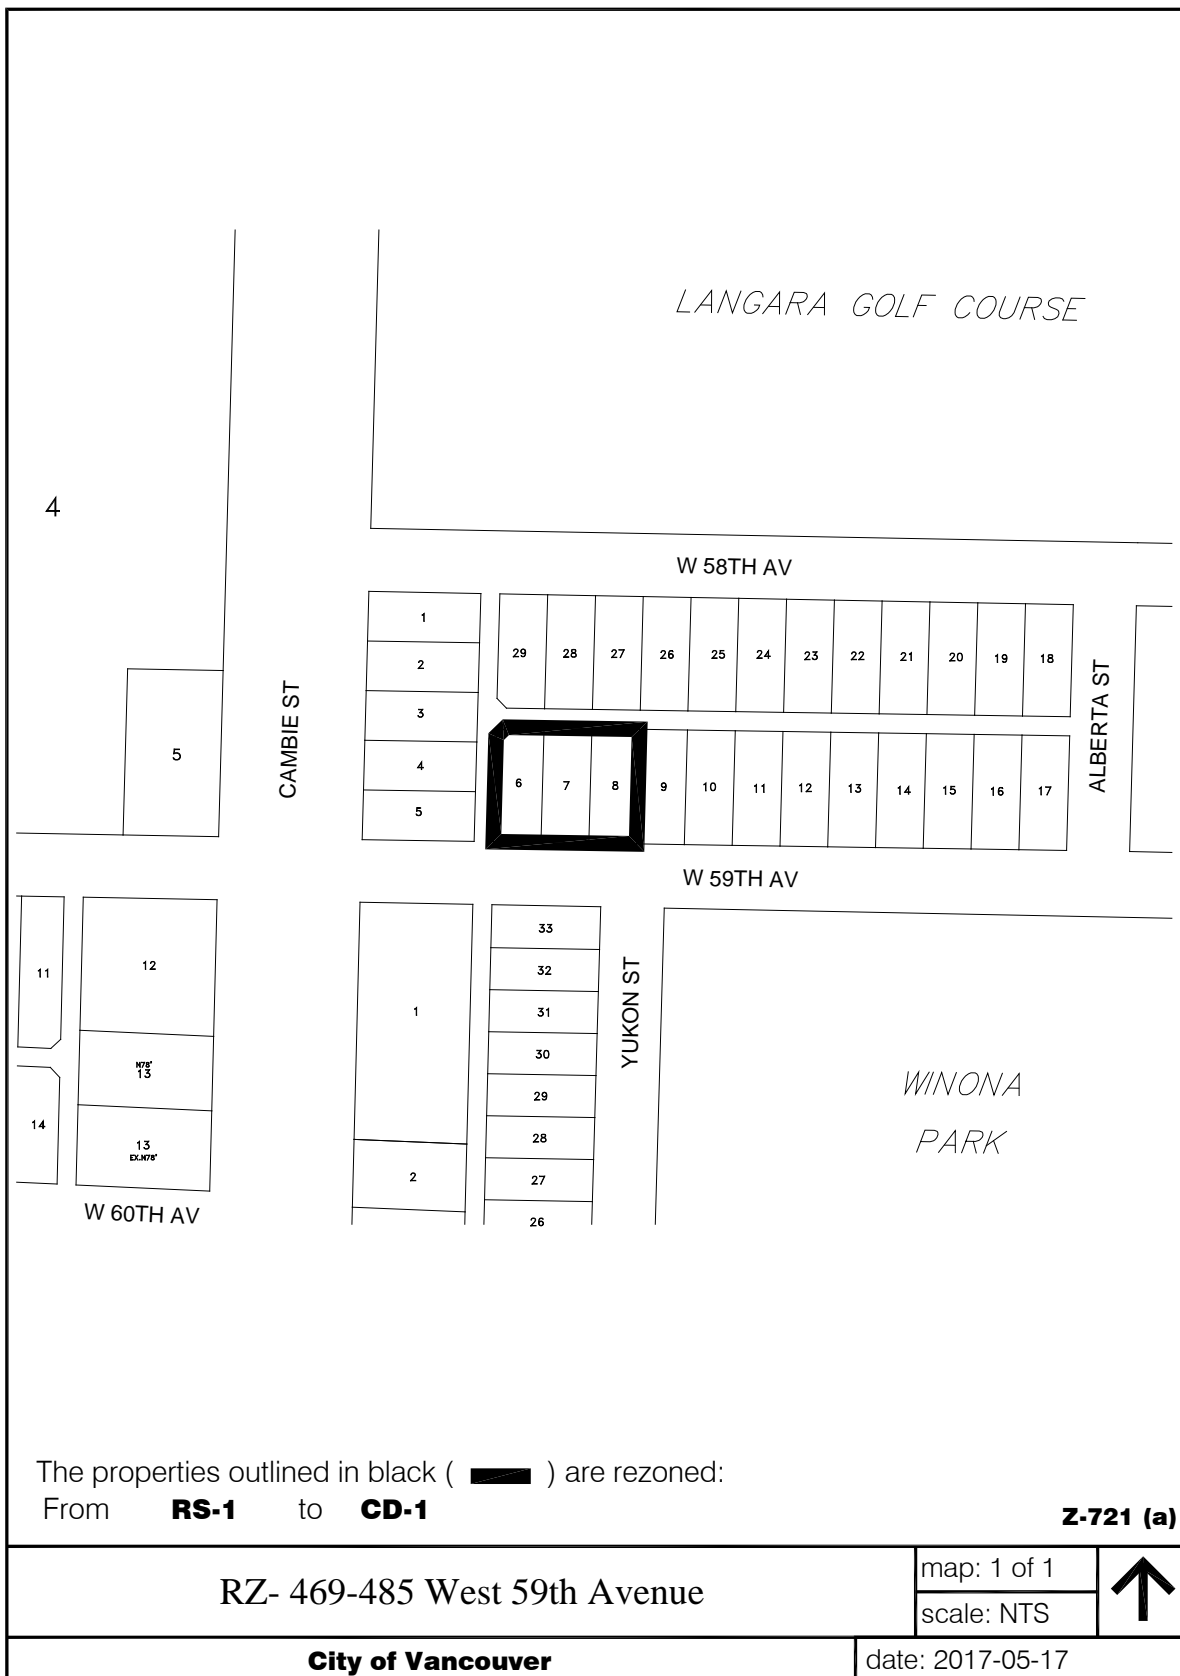 LANGARA GOLF COURSE
4
W 58TH AV
1
29 28 27 26 25 24 23 22 21 20 19 18
2
3
CAMBIE ST
ALBERTA ST
5
4
6 7 8 9 10 11 12 13 14 15 16 17
5
W 59TH AV
33
12
32
11
1
31
YUKON ST
30
N78'
13
WINONA
29
14
28
PARK
13
EX.N78'
2
27
W 60TH AV
26
The properties outlined in black ( ) are rezoned:
From RS-1 to CD-1
Z-721 (a)
RZ- 469-485 West 59th Avenue
map: 1 of 1
scale: NTS
City of Vancouver
date: 2017-05-17